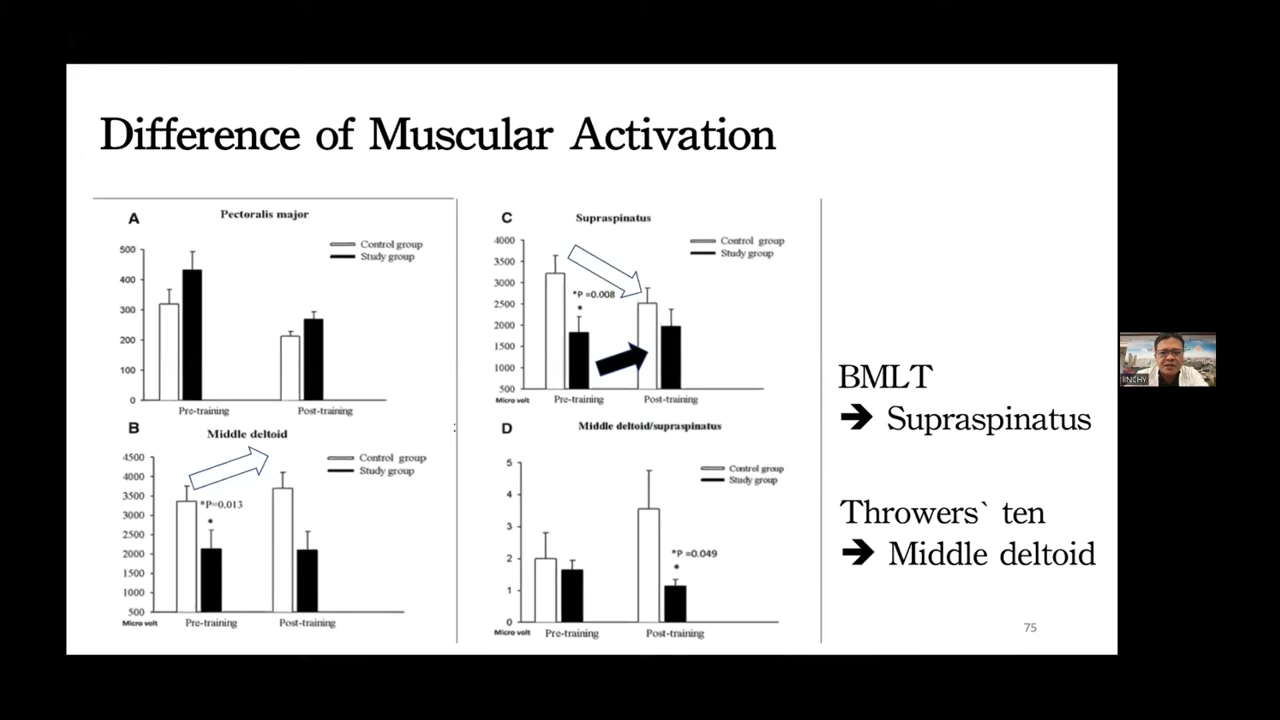 Difference of Muscular Activation
A
Pectoralis major
Control group
Study group
500
400
300
200
100
0
Pre-training
Post-training
B
Middle deltoid
Control group
Study group
4500
4000
3500
3000
2500
2000
1500
1000
500
*P=0.013
*
Micro volt
Pre-training
Post-training
C
Supraspinatus
Control group
Study group
4000
3500
3000
2500
2000
1500
1000
500
*P =0.008
*
Micro volt
Pre-training
Post-training
D
Middle deltoid/supraspinatus
Control group
Study group
5
4
3
2
1
0
*P =0.049
*
Micro volt
Pre-training
Post-training
BMLT
➔ Supraspinatus
Throwers` ten
➔ Middle deltoid
75